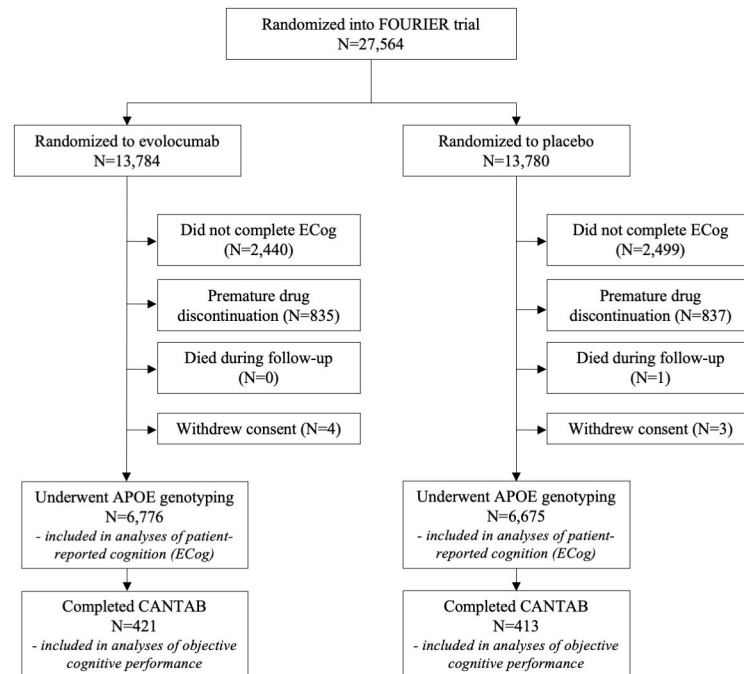 Randomized into FOURIER trial
N=27,564
Randomized to evolocumab
N=13,784
Randomized to placebo
N=13,780
Did not complete ECog
(N=2,440)
Did not complete ECog
(N=2,499)
Premature drug
discontinuation (N=835)
Premature drug
discontinuation (N=837)
Died during follow-up
(N=0)
Died during follow-up
(N=1)
Withdrew consent (N=4)
Withdrew consent (N=3)
Underwent APOE genotyping
N=6,776
- included in analyses of patient-
reported cognition (ECog)
Underwent APOE genotyping
N=6,675
- included in analyses of patient-
reported cognition (ECog)
Completed CANTAB
N=421
- included in analyses of objective
cognitive performance
Completed CANTAB
N=413
- included in analyses of objective
cognitive performance